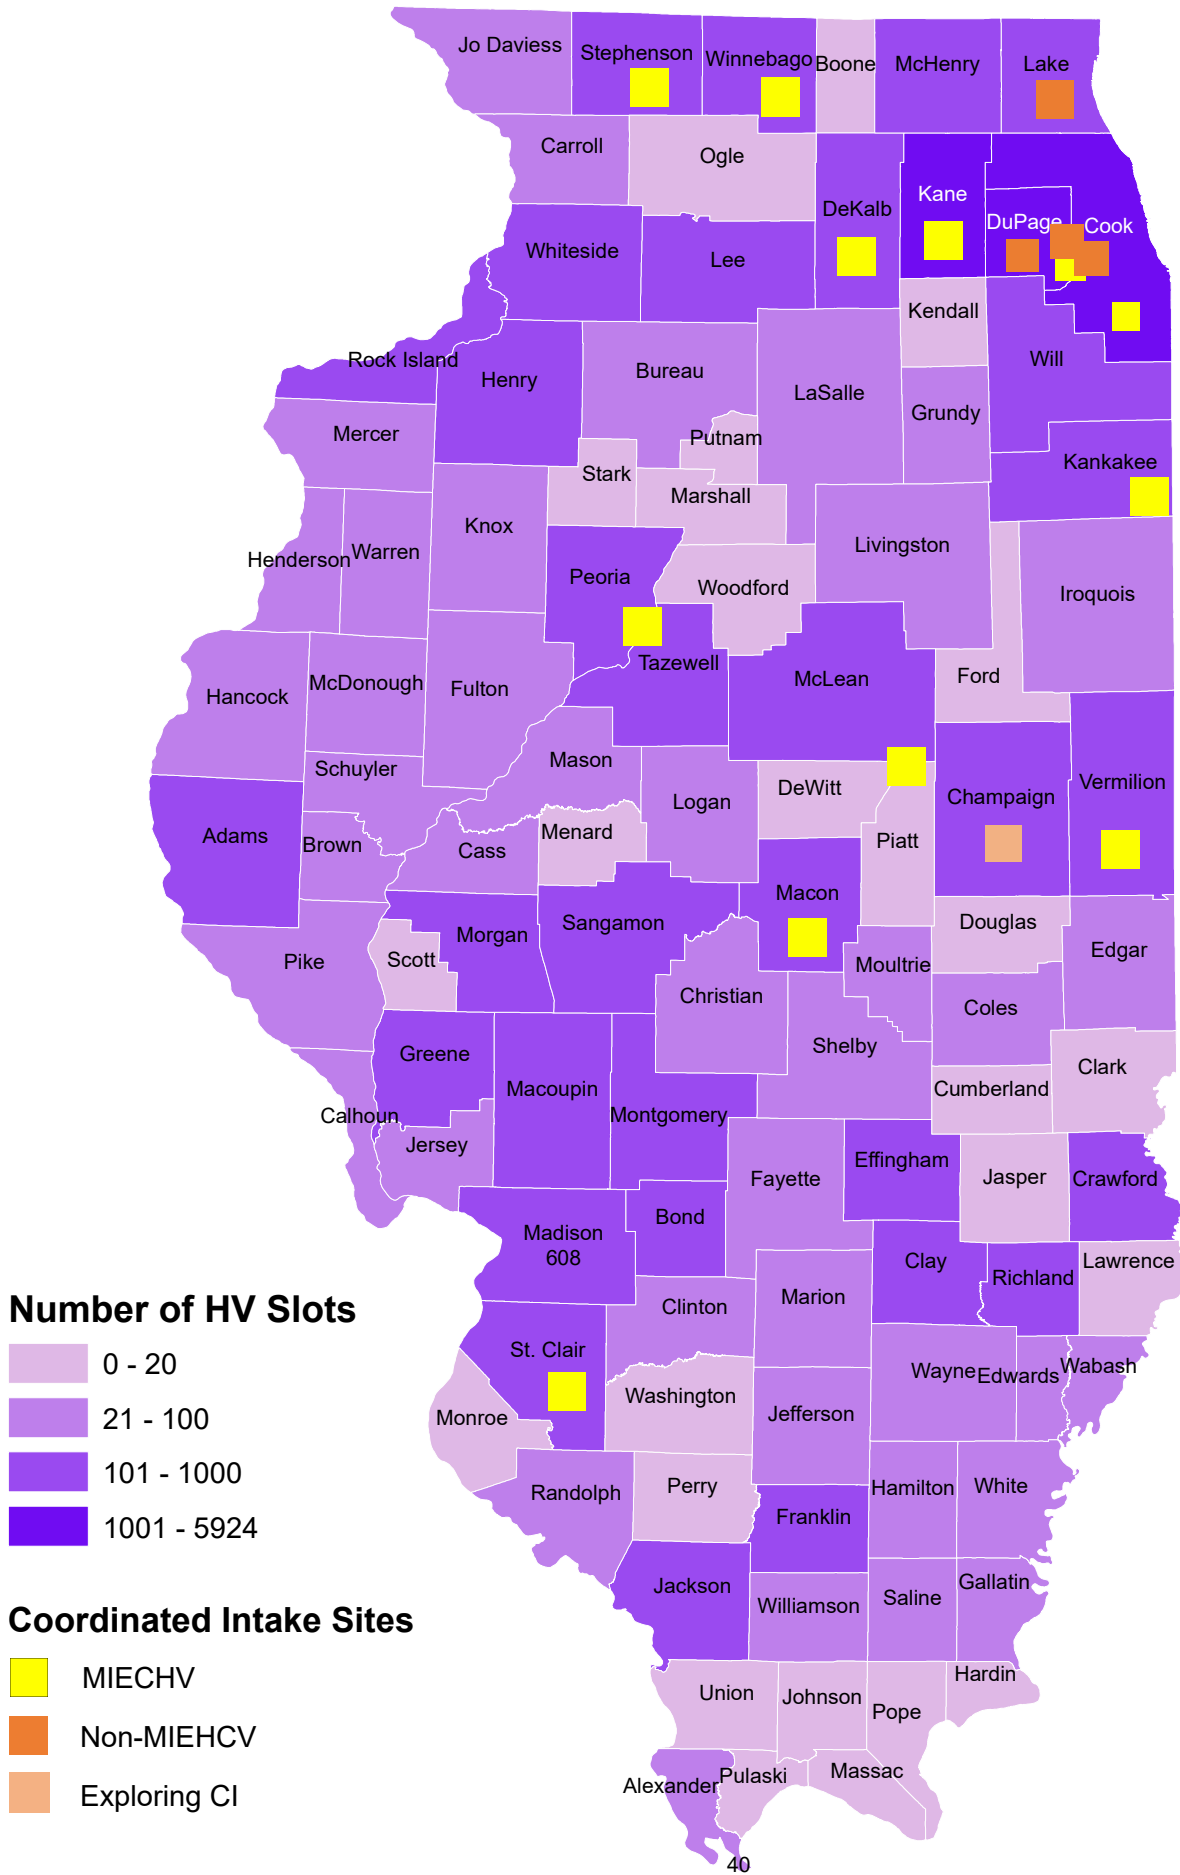 Jo Daviess
Stephenson
Winnebago
Boone
McHenry
Lake
Carroll
Ogle
DeKalb
Kane
DuPage
Cook
Whiteside
Lee
Kendall
Rock Island
Henry
Bureau
LaSalle
Grundy
Will
Mercer
Putnam
Kankakee
Stark
Marshall
Knox
Henderson
Warren
Peoria
Woodford
Livingston
Iroquois
Hancock
McDonough
Fulton
Tazewell
McLean
Ford
Schuyler
Mason
Logan
DeWitt
Champaign
Vermilion
Adams
Brown
Cass
Menard
Piatt
Macon
Pike
Scott
Morgan
Sangamon
Christian
Moultrie
Douglas
Edgar
Coles
Greene
Macoupin
Montgomery
Shelby
Cumberland
Clark
Calhoun
Jersey
Fayette
Effingham
Jasper
Crawford
Madison
608
Bond
Clay
Richland
Lawrence
Clinton
Marion
St. Clair
Washington
Wayne
Edwards
Wabash
Monroe
Jefferson
Randolph
Perry
Franklin
Hamilton
White
Jackson
Williamson
Saline
Gallatin
Union
Johnson
Pope
Hardin
Alexander
Pulaski
Massac
Number of HV Slots
0 - 20
21 - 100
101 - 1000
1001 - 5924
Coordinated Intake Sites
MIECHV
Non-MIEHCV
Exploring CI
40